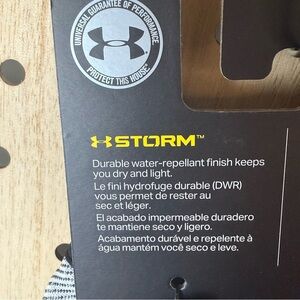 UNIVERSAL GUARANTEE OF PERFORMANCE
PROTECT THIS HOUSE
STORM™
Durable water-repellant finish keeps
you dry and light.
Le fini hydrofuge durable (DWR)
vous permet de rester au
sec et léger.
El acabado impermeable duradero
te mantiene seco y ligero.
Acabamento durável e repelente à
água mantém você seco e leve.